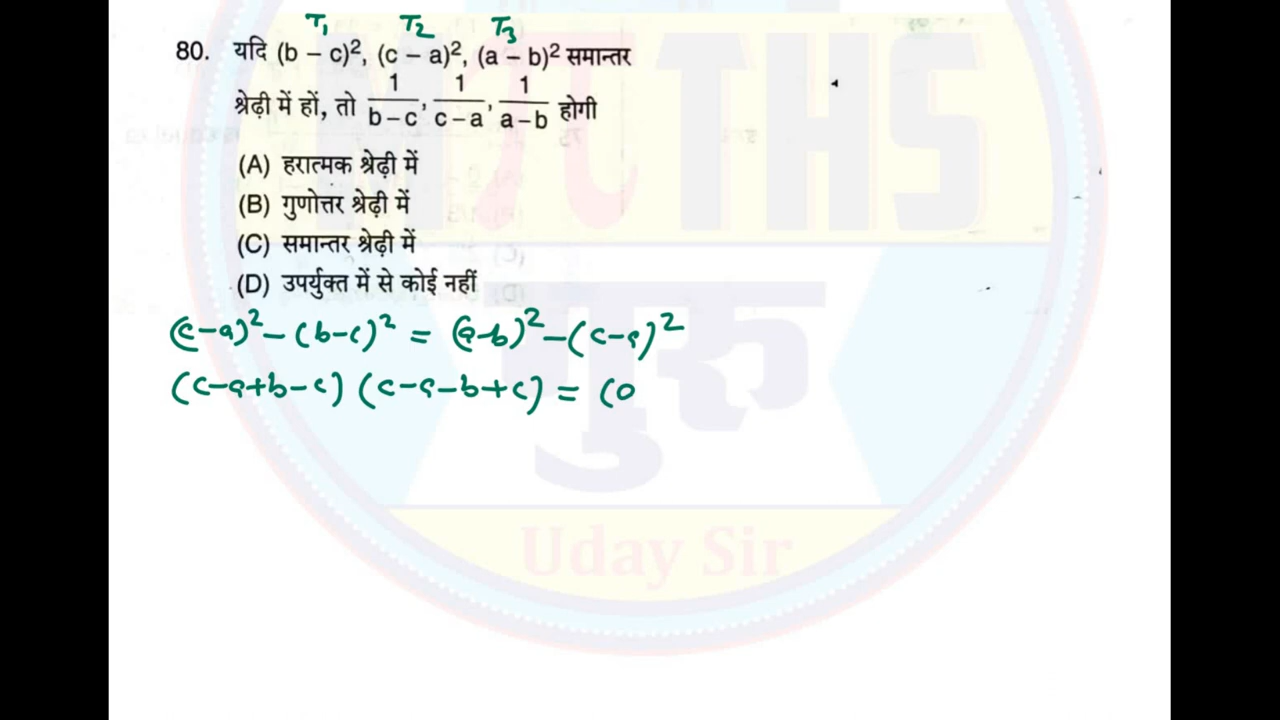 T₁ T₂ T₃
80. यदि (b – c)², (c – a)², (a – b)² समान्तर
श्रेढ़ी में हों, तो 1/(b–c), 1/(c–a), 1/(a–b) होगी
(A) हरात्मक श्रेढ़ी में
(B) गुणोत्तर श्रेढ़ी में
(C) समान्तर श्रेढ़ी में
(D) उपर्युक्त में से कोई नहीं
(c-a)² - (b-c)² = (a-b)² - (c-a)²
(c-a+b-c) (c-a-b+c) = (
गुरु
Uday Sir